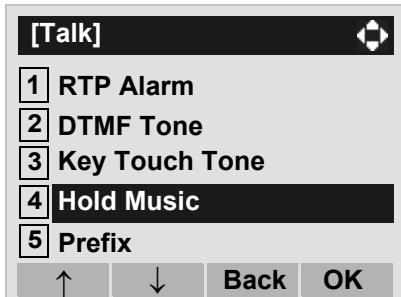 [Talk]
1 RTP Alarm
2 DTMF Tone
3 Key Touch Tone
4 Hold Music
5 Prefix
↑ ↓ Back OK